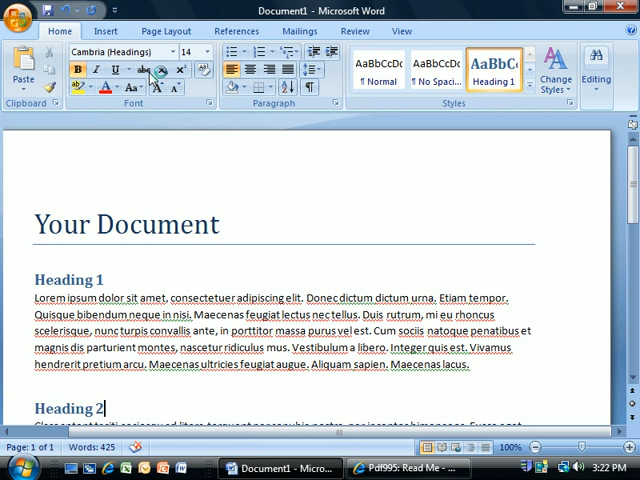 Document1 - Microsoft Word
Home Insert Page Layout References Mailings Review View
Cambria (Headings) 14
Paste
B I U abc
Aa A A
AaBbCcDc AaBbCcDc AaBbC
¶ Normal ¶ No Spaci... Heading 1
Change Styles
Editing
Clipboard Font Paragraph Styles
Your Document
Heading 1
Lorem ipsum dolor sit amet, consectetuer adipiscing elit. Donec dictum dictum urna. Etiam tempor.
Quisque bibendum neque in nisi. Maecenas feugiat lectus nec tellus. Duis rutrum, mi eu rhoncus
scelerisque, nunc turpis convallis ante, in porttitor massa purus vel est. Cum sociis natoque penatibus et
magnis dis parturient montes, nascetur ridiculus mus. Vestibulum a libero. Integer quis est. Vivamus
hendrerit pretium arcu. Maecenas ultricies feugiat augue. Aliquam sapien. Maecenas lacus.
Heading 2
Page: 1 of 1 Words: 425 100%
Document1 - Micro... Pdf995: Read Me - ... 3:22 PM